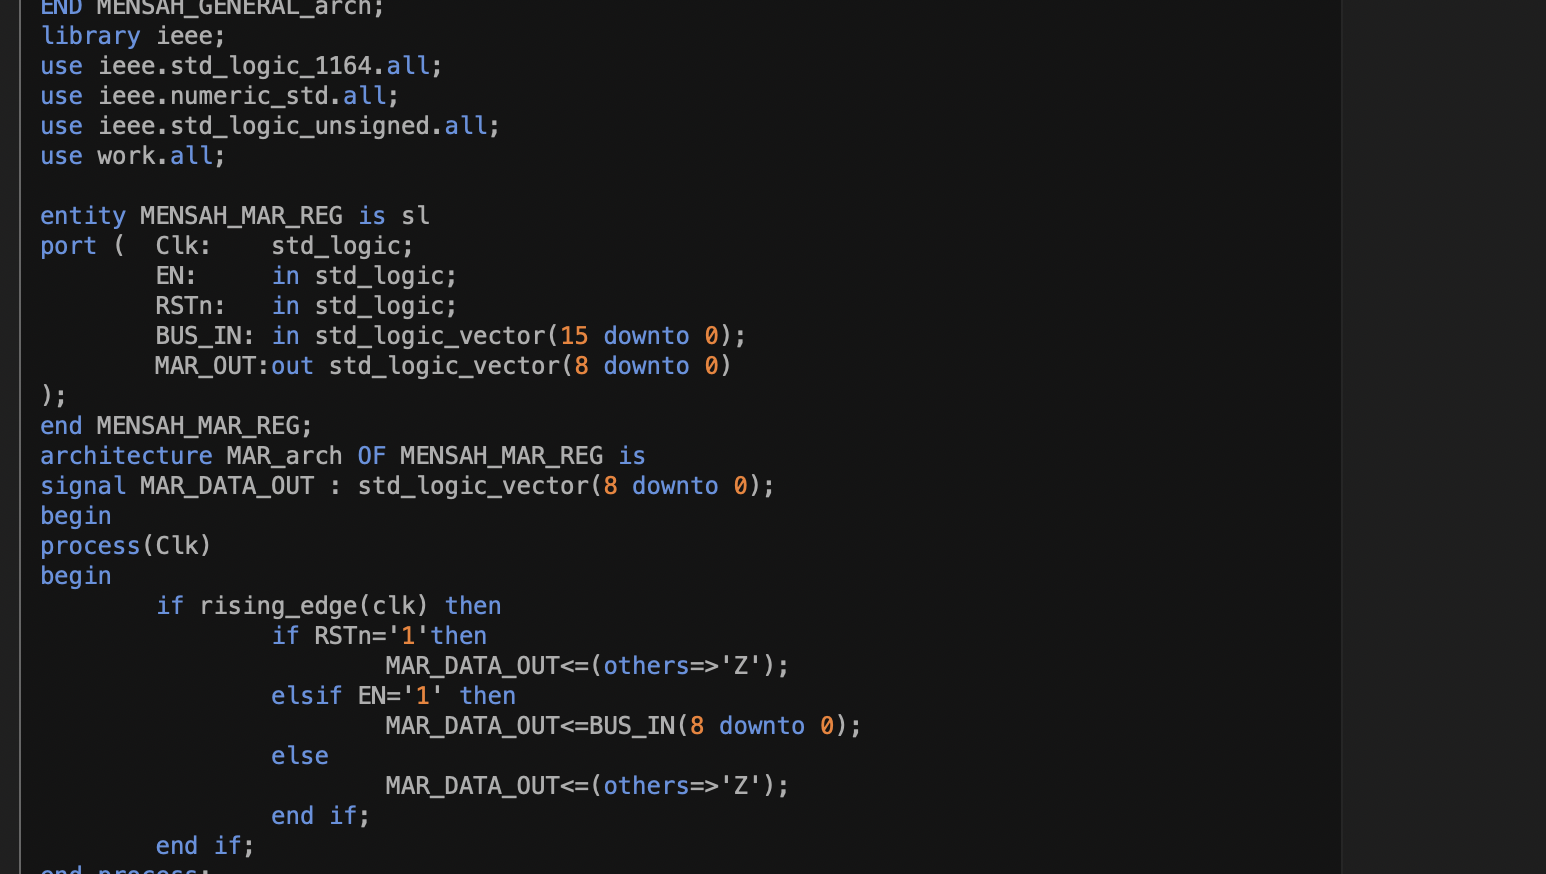 END MENSAH_GENERAL_arch;
library ieee;
use ieee.std_logic_1164.all;
use ieee.numeric_std.all;
use ieee.std_logic_unsigned.all;
use work.all;

entity MENSAH_MAR_REG is sl
port (  Clk:    std_logic;
        EN:     in std_logic;
        RSTn:   in std_logic;
        BUS_IN: in std_logic_vector(15 downto 0);
        MAR_OUT:out std_logic_vector(8 downto 0)
);
end MENSAH_MAR_REG;
architecture MAR_arch OF MENSAH_MAR_REG is
signal MAR_DATA_OUT : std_logic_vector(8 downto 0);
begin
process(Clk)
begin
        if rising_edge(clk) then
                if RSTn='1'then
                        MAR_DATA_OUT<=(others=>'Z');
                elsif EN='1' then
                        MAR_DATA_OUT<=BUS_IN(8 downto 0);
                else
                        MAR_DATA_OUT<=(others=>'Z');
                end if;
        end if;
end process;